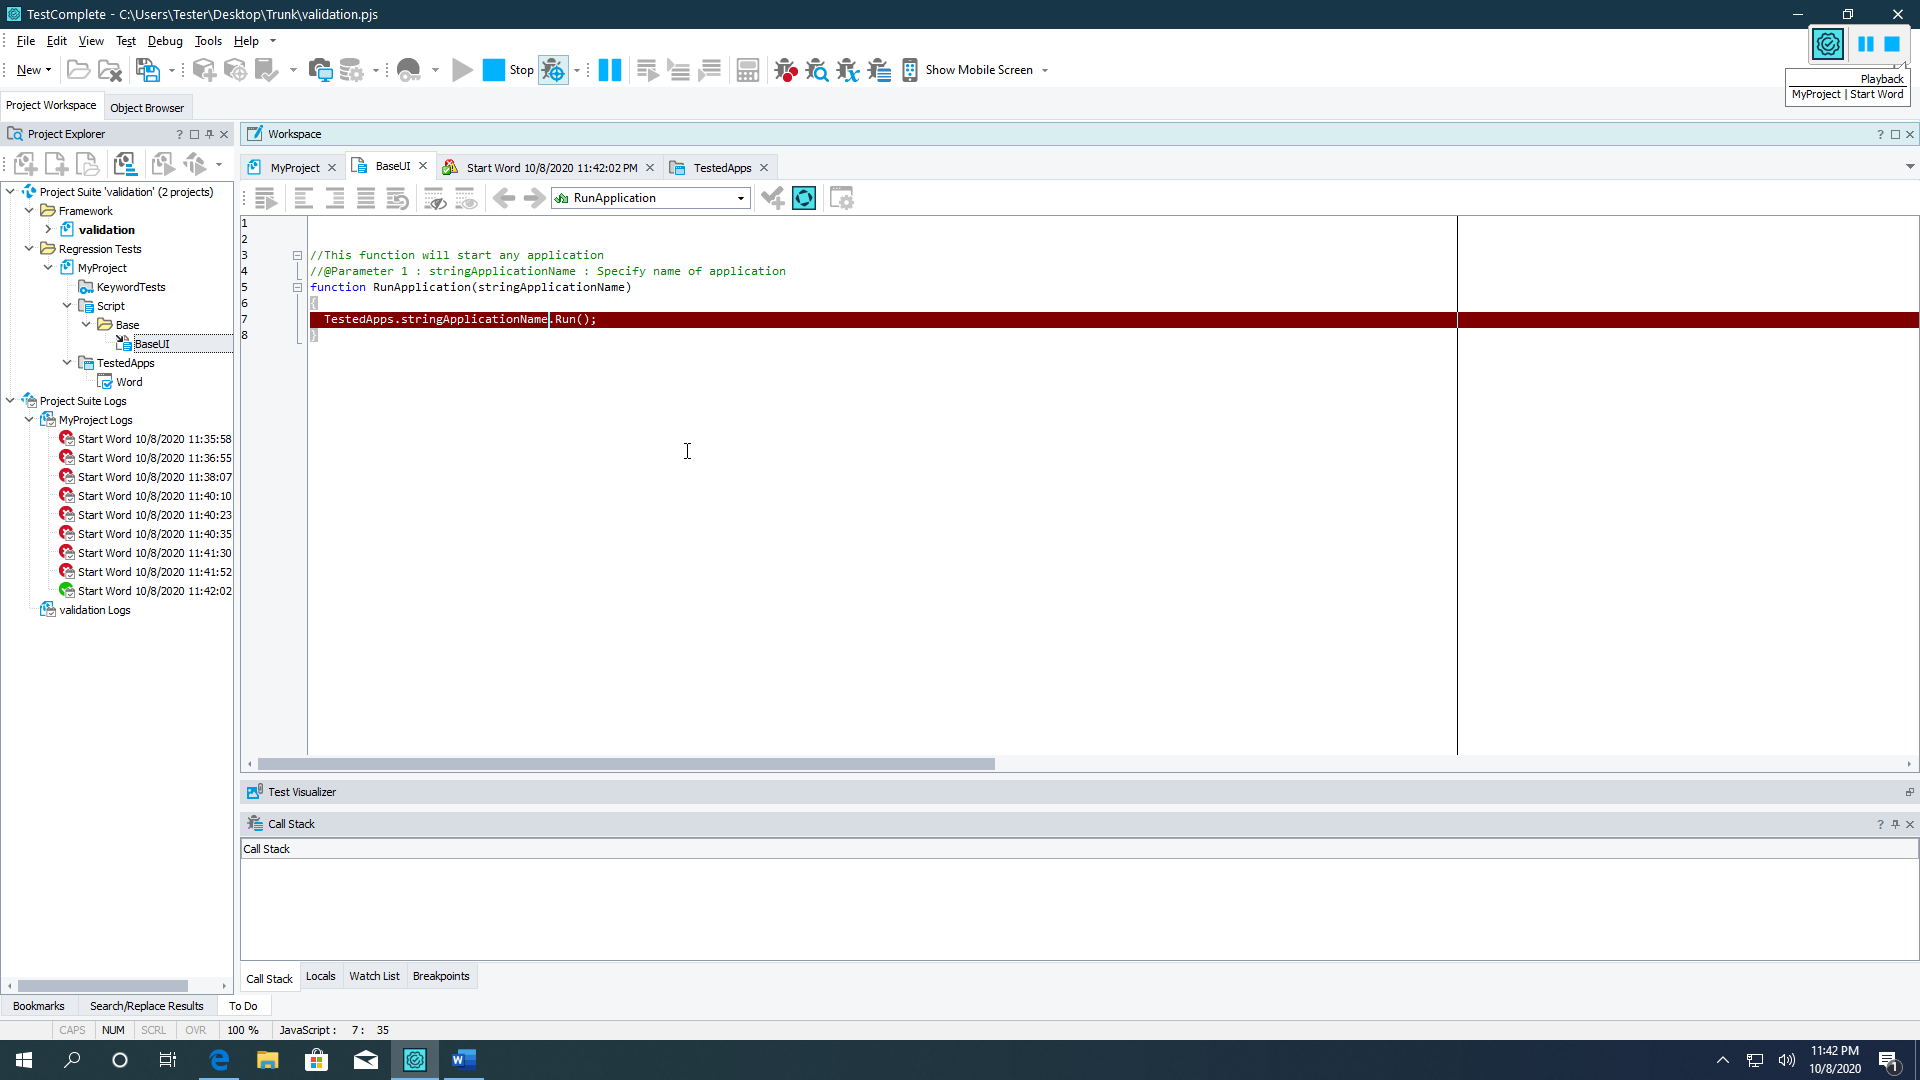 TestComplete - C:\Users\Tester\Desktop\Trunk\validation.pjs
File Edit View Test Debug Tools Help
New Stop Show Mobile Screen
Playback
MyProject | Start Word
Project Workspace Object Browser
Project Explorer
Workspace
MyProject BaseUI Start Word 10/8/2020 11:42:02 PM TestedApps
RunApplication
Project Suite 'validation' (2 projects)
Framework
validation
Regression Tests
MyProject
KeywordTests
Script
Base
BaseUI
TestedApps
Word
Project Suite Logs
MyProject Logs
Start Word 10/8/2020 11:35:58
Start Word 10/8/2020 11:36:55
Start Word 10/8/2020 11:38:07
Start Word 10/8/2020 11:40:10
Start Word 10/8/2020 11:40:23
Start Word 10/8/2020 11:40:35
Start Word 10/8/2020 11:41:30
Start Word 10/8/2020 11:41:52
Start Word 10/8/2020 11:42:02
validation Logs
1
2
3 //This function will start any application
4 //@Parameter 1 : stringApplicationName : Specify name of application
5 function RunApplication(stringApplicationName)
6 {
7 TestedApps.stringApplicationName.Run();
8 }
Test Visualizer
Call Stack
Call Stack
Call Stack Locals Watch List Breakpoints
Bookmarks Search/Replace Results To Do
CAPS NUM SCRL OVR 100 % JavaScript : 7: 35
11:42 PM
10/8/2020
1